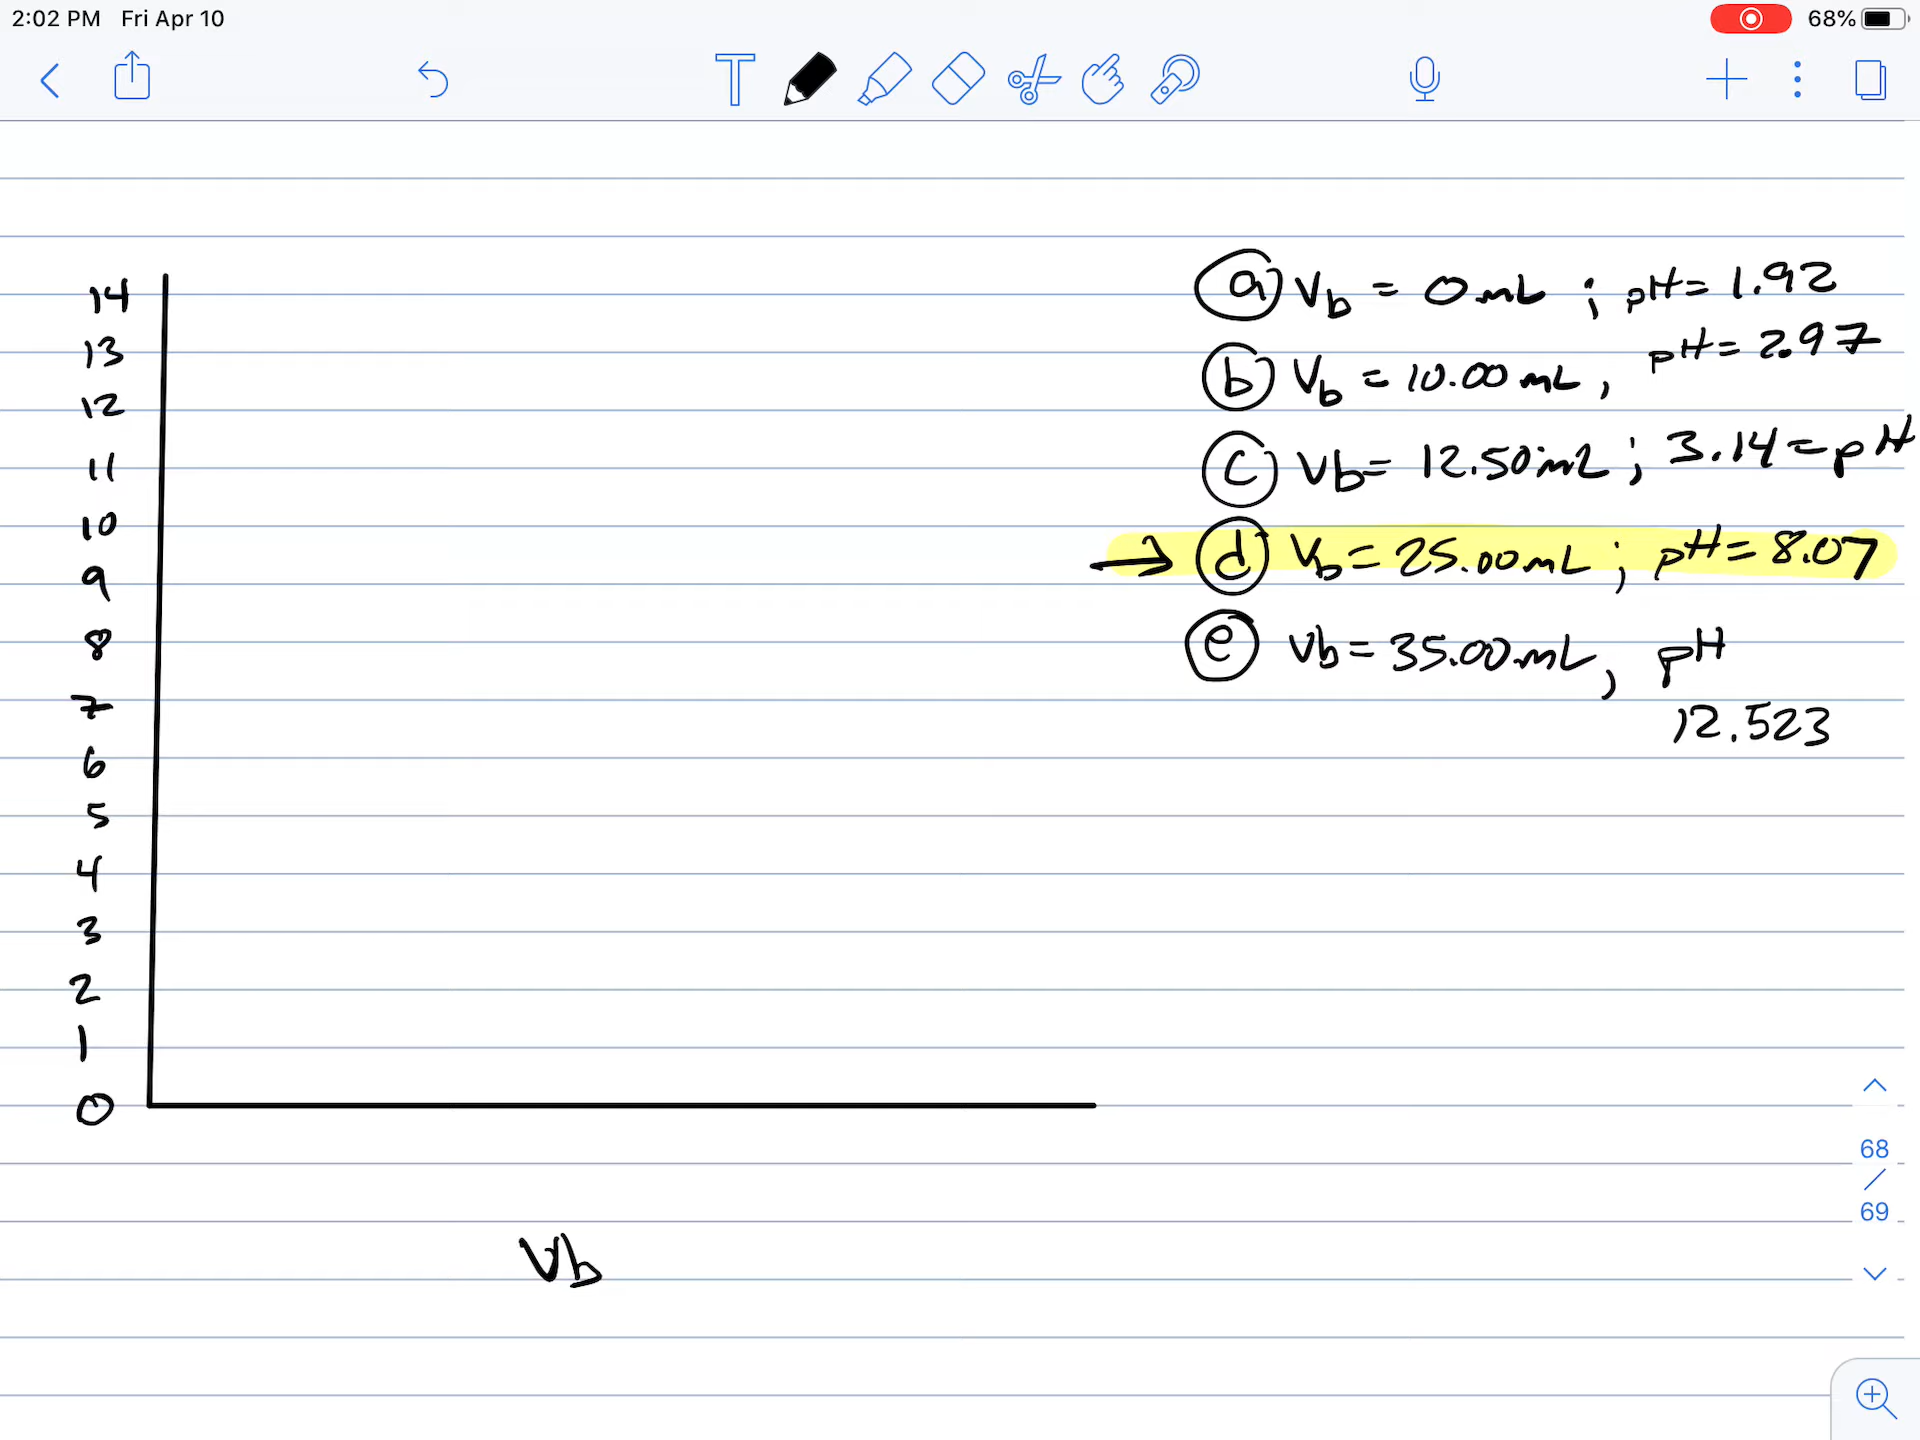 2:02 PM Fri Apr 10 68%
T
a Vb = 0 mL ; pH = 1.92
b Vb = 10.00 mL , pH = 2.97
c Vb = 12.50 mL ; 3.14 = pH
→ d Vb = 25.00 mL ; pH = 8.07
e Vb = 35.00 mL , pH
12.523
14
13
12
11
10
9
8
7
6
5
4
3
2
1
0
Vb
68
/
69